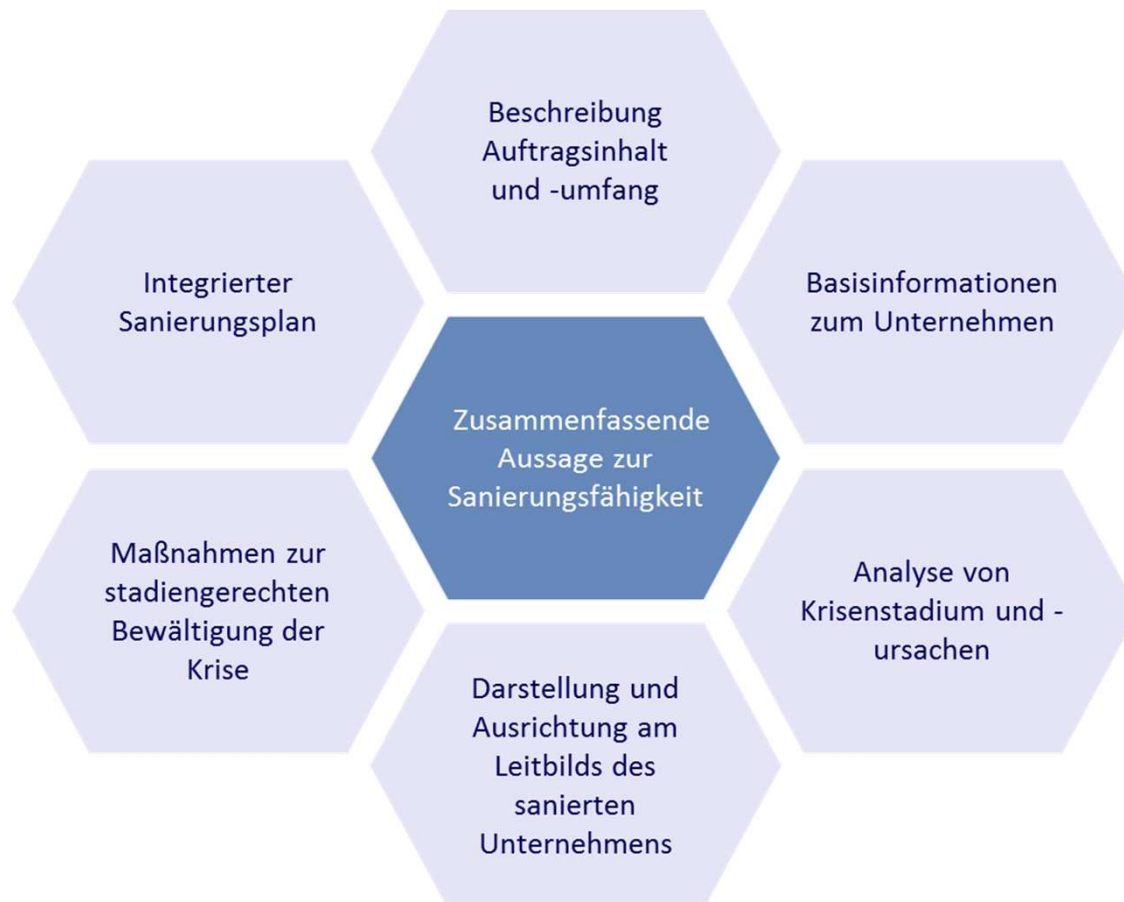 Beschreibung
Auftragsinhalt
und -umfang
Basisinformationen
zum Unternehmen
Analyse von
Krisenstadium und -
ursachen
Darstellung und
Ausrichtung am
Leitbilds des
sanierten
Unternehmens
Maßnahmen zur
stadiengerechten
Bewältigung der
Krise
Integrierter
Sanierungsplan
Zusammenfassende
Aussage zur
Sanierungsfähigkeit